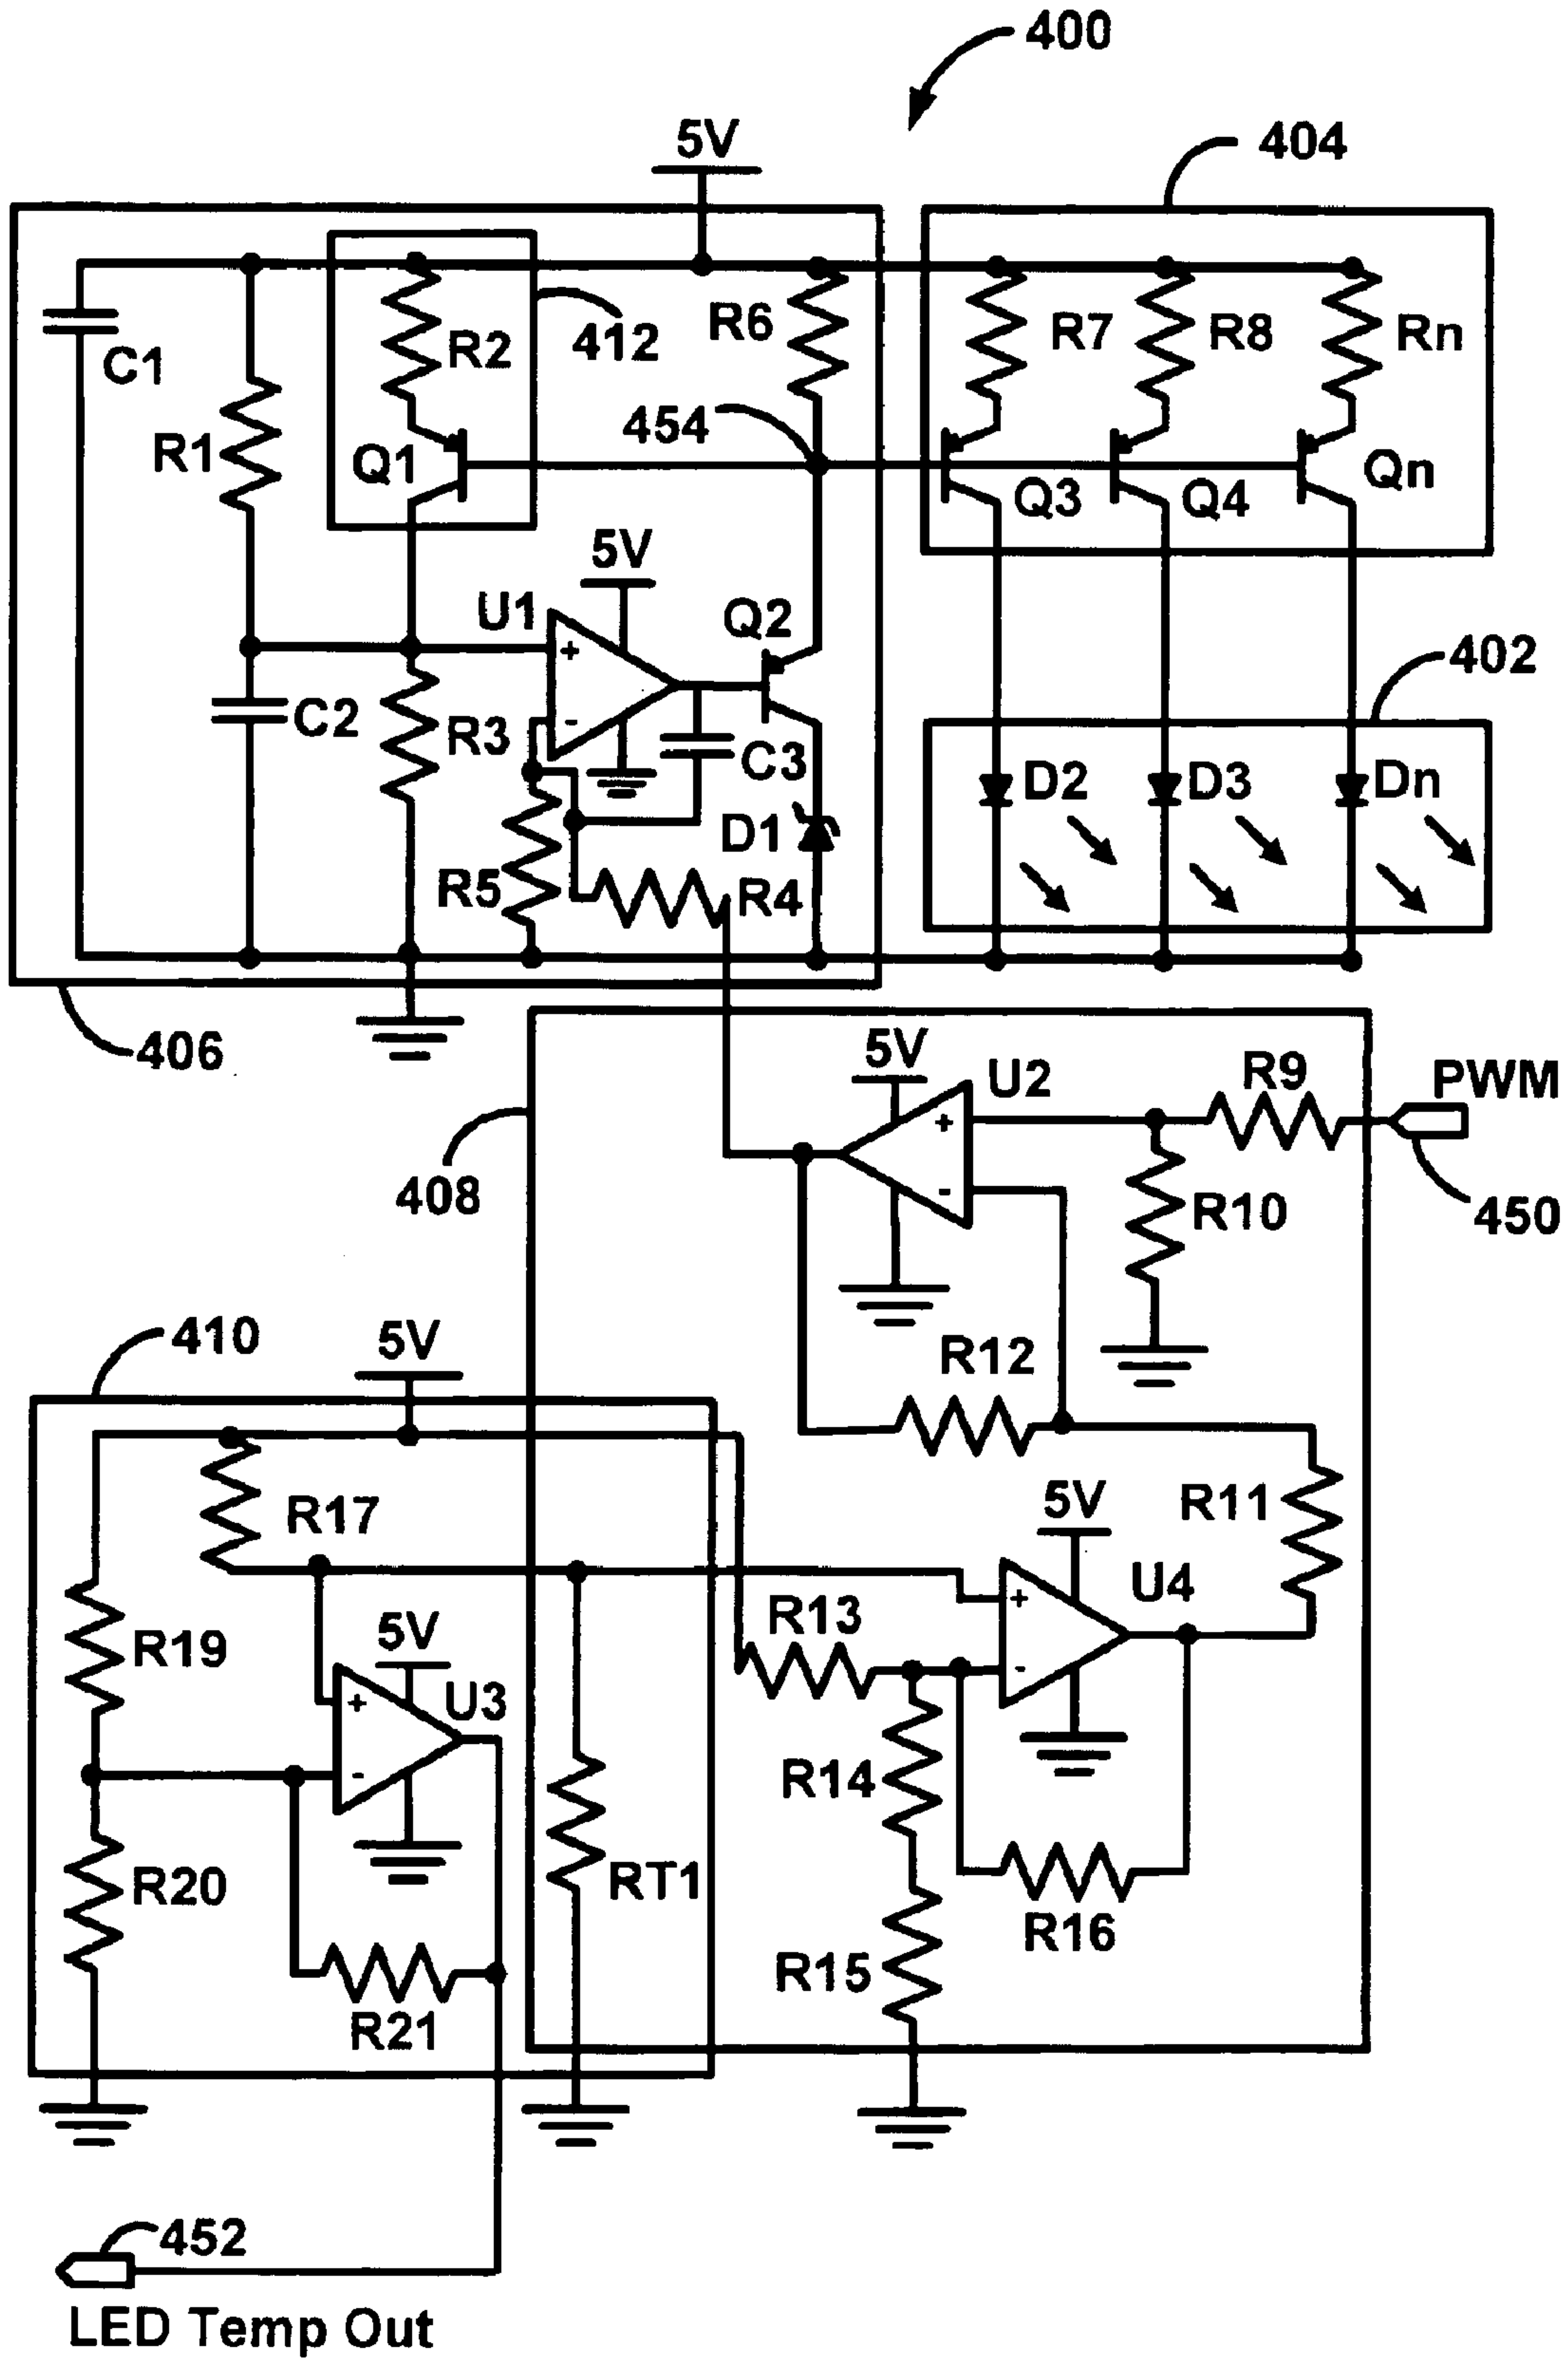 400
5V
404
R2
412
R6
R7
R8
Rn
C1
R1
Q1
454
Q3
Q4
Qn
5V
U1
+
-
Q2
402
C2
R3
C3
D1
D2
D3
Dn
R5
R4
406
5V
U2
R9
PWM
+
-
408
R10
450
410
5V
R12
R17
5V
R11
U4
+
-
R13
R19
5V
U3
+
-
R14
R20
RT1
R16
R15
R21
452
LED Temp Out